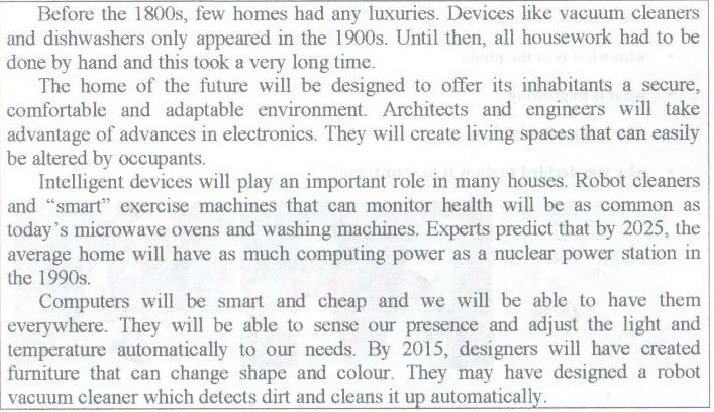 Before the 1800s, few homes had any luxuries. Devices like vacuum cleaners
and dishwashers only appeared in the 1900s. Until then, all housework had to be
done by hand and this took a very long time.
The home of the future will be designed to offer its inhabitants a secure,
comfortable and adaptable environment. Architects and engineers will take
advantage of advances in electronics. They will create living spaces that can easily
be altered by occupants.
Intelligent devices will play an important role in many houses. Robot cleaners
and “smart” exercise machines that can monitor health will be as common as
today’s microwave ovens and washing machines. Experts predict that by 2025, the
average home will have as much computing power as a nuclear power station in
the 1990s.
Computers will be smart and cheap and we will be able to have them
everywhere. They will be able to sense our presence and adjust the light and
temperature automatically to our needs. By 2015, designers will have created
furniture that can change shape and colour. They may have designed a robot
vacuum cleaner which detects dirt and cleans it up automatically.